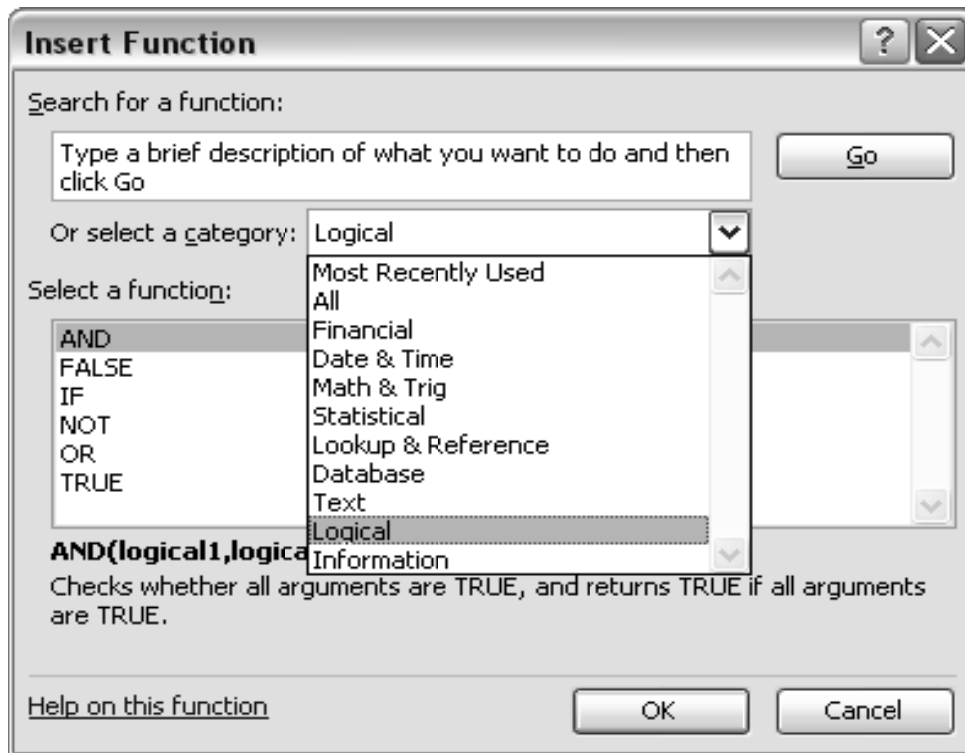 Insert Function
Search for a function:
Type a brief description of what you want to do and then
click Go
Go
Or select a category: Logical
Most Recently Used
All
Financial
Date & Time
Math & Trig
Statistical
Lookup & Reference
Database
Text
Logical
Information
Select a function:
AND
FALSE
IF
NOT
OR
TRUE
AND(logical1,logica
Checks whether all arguments are TRUE, and returns TRUE if all arguments
are TRUE.
Help on this function
OK
Cancel